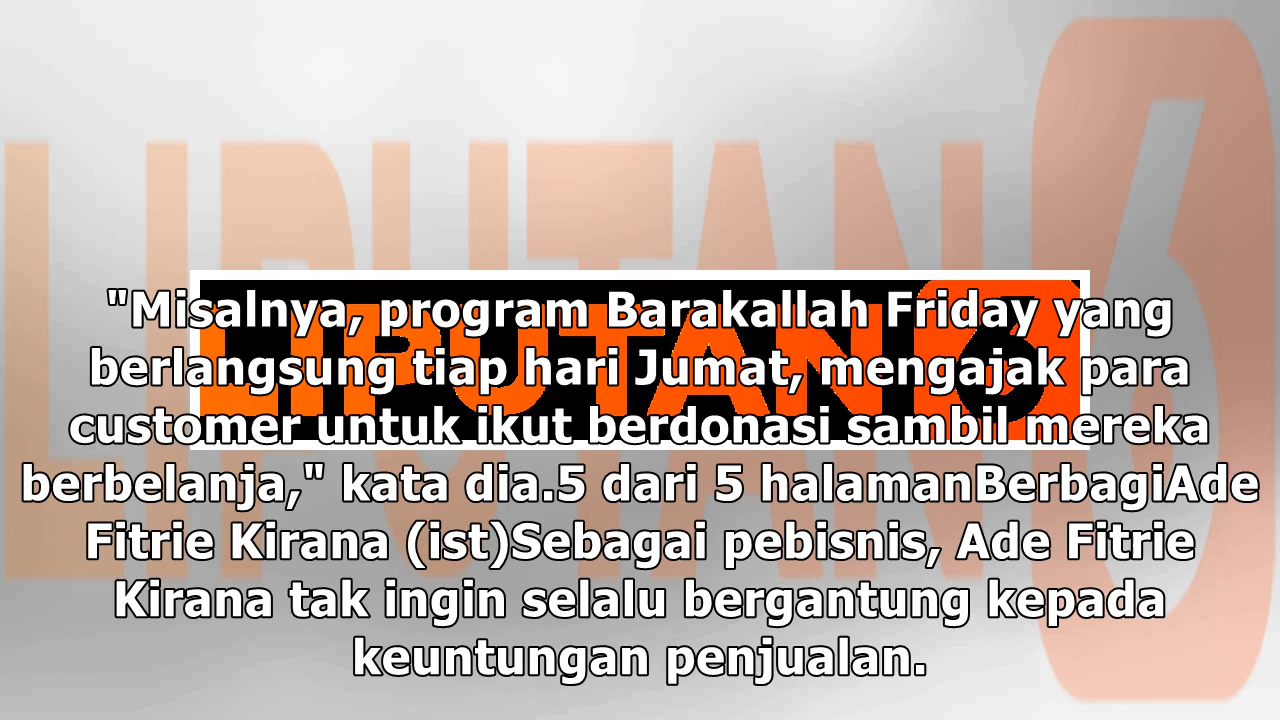 LIPUTAN6
LIPUTAN6
"Misalnya, program Barakallah Friday yang
berlangsung tiap hari Jumat, mengajak para
customer untuk ikut berdonasi sambil mereka
berbelanja," kata dia.5 dari 5 halamanBerbagiAde
Fitrie Kirana (ist)Sebagai pebisnis, Ade Fitrie
Kirana tak ingin selalu bergantung kepada
keuntungan penjualan.